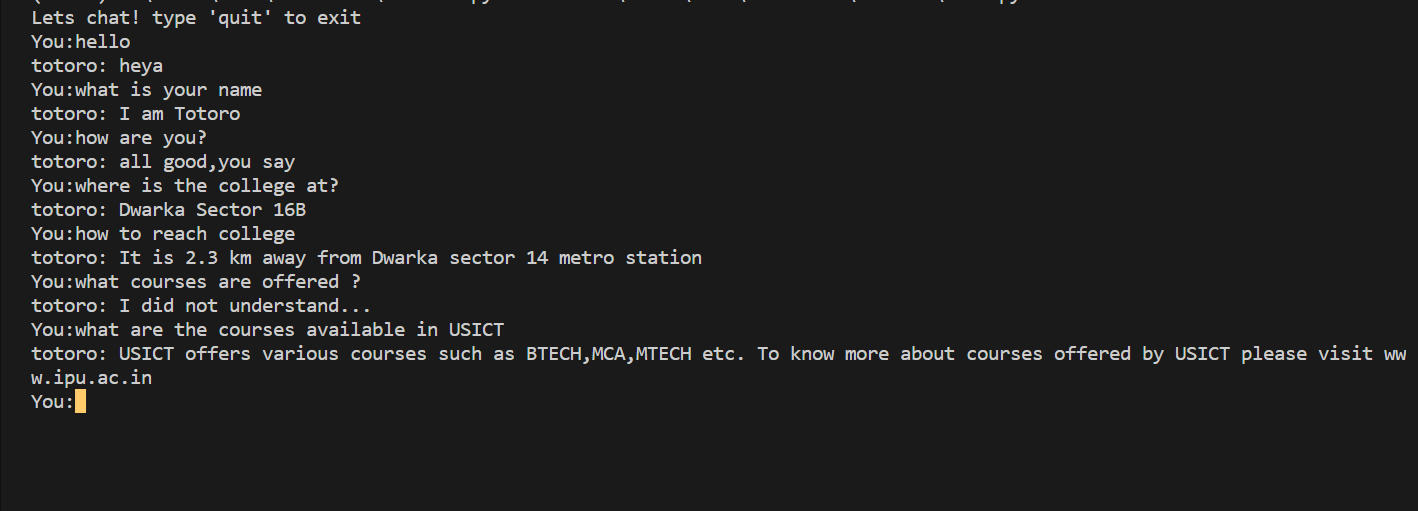 Lets chat! type 'quit' to exit
You:hello
totoro: heya
You:what is your name
totoro: I am Totoro
You:how are you?
totoro: all good,you say
You:where is the college at?
totoro: Dwarka Sector 16B
You:how to reach college
totoro: It is 2.3 km away from Dwarka sector 14 metro station
You:what courses are offered ?
totoro: I did not understand...
You:what are the courses available in USICT
totoro: USICT offers various courses such as BTECH,MCA,MTECH etc. To know more about courses offered by USICT please visit ww
w.ipu.ac.in
You: